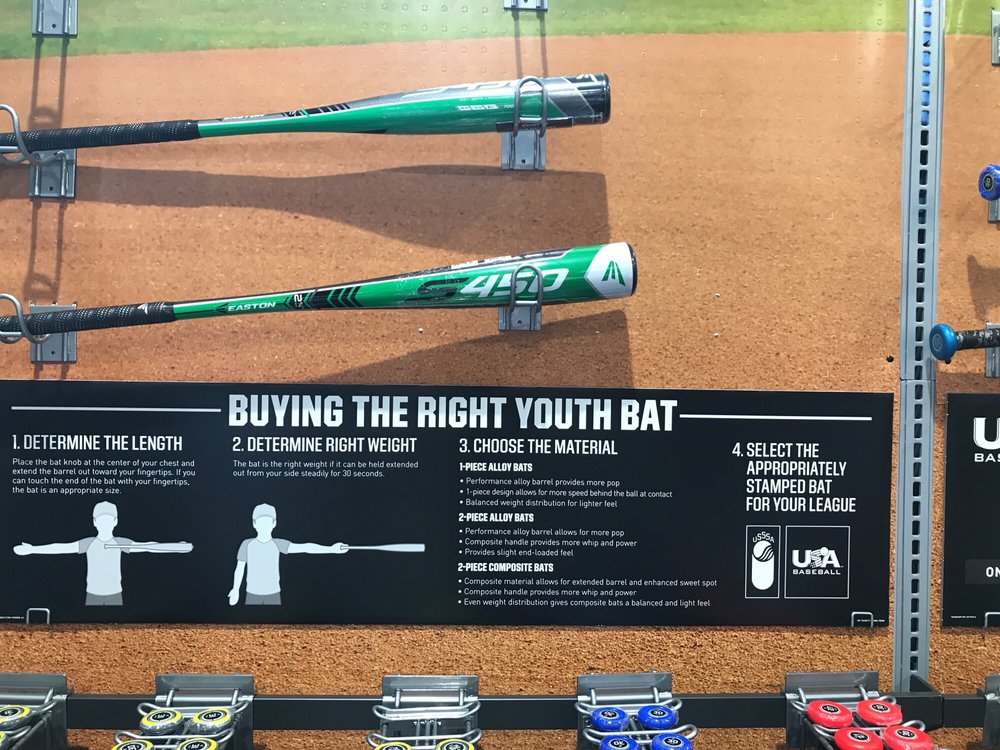 EASTON
S450
BUYING THE RIGHT YOUTH BAT
1. DETERMINE THE LENGTH
Place the bat knob at the center of your chest and
extend the barrel out toward your fingertips. If you
can touch the end of the bat with your fingertips,
the bat is an appropriate size.
2. DETERMINE RIGHT WEIGHT
The bat is the right weight if it can be held extended
out from your side steadily for 30 seconds.
3. CHOOSE THE MATERIAL
1-PIECE ALLOY BATS
• Performance alloy barrel provides more pop
• 1-piece design allows for more speed behind the ball at contact
• Balanced weight distribution for lighter feel
2-PIECE ALLOY BATS
• Performance alloy barrel allows for more pop
• Composite handle provides more whip and power
• Provides slight end-loaded feel
2-PIECE COMPOSITE BATS
• Composite material allows for extended barrel and enhanced sweet spot
• Composite handle provides more whip and power
• Even weight distribution gives composite bats a balanced and light feel
4. SELECT THE
APPROPRIATELY
STAMPED BAT
FOR YOUR LEAGUE
USSSA
USA
BASEBALL
U
BAS
ON